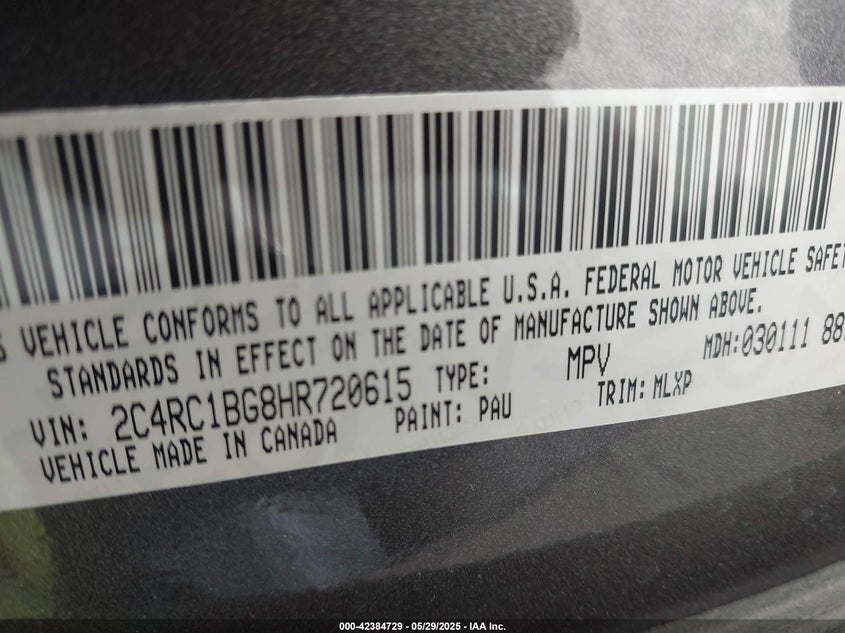 S VEHICLE CONFORMS TO ALL APPLICABLE U.S.A. FEDERAL MOTOR VEHICLE SAFET
STANDARDS IN EFFECT ON THE DATE OF MANUFACTURE SHOWN ABOVE.
VIN: 2C4RC1BG8HR720615 TYPE: MPV MDH:030111 88
VEHICLE MADE IN CANADA PAINT: PAU TRIM: MLXP
000-42384729 - 05/29/2025 - IAA Inc.